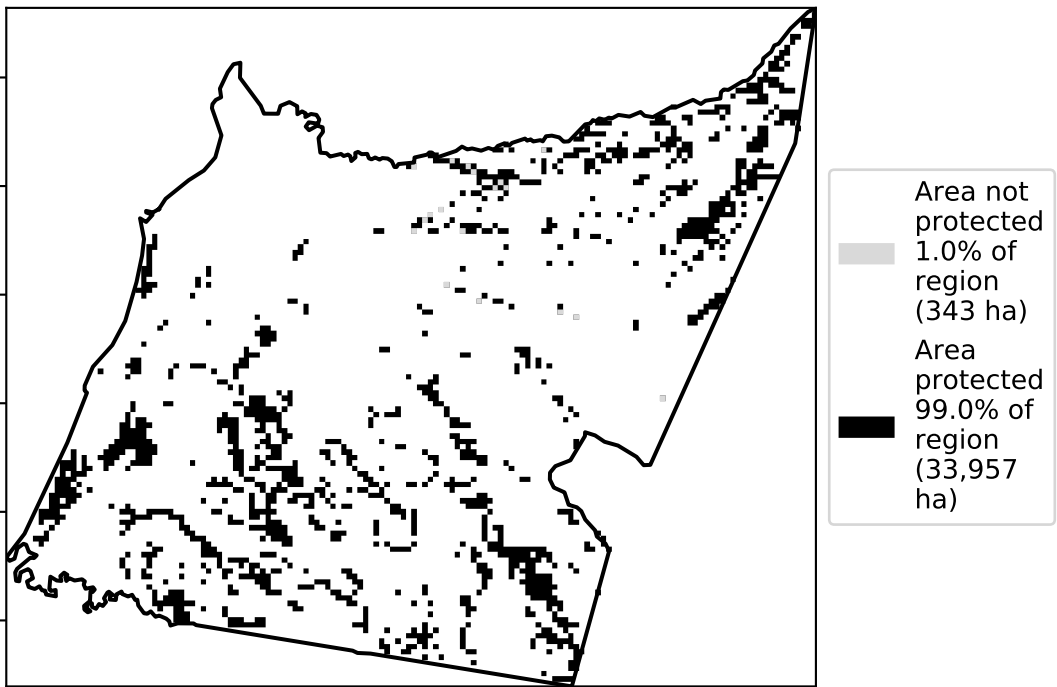 Area not
protected
1.0% of
region
(343 ha)
Area
protected
99.0% of
region
(33,957
ha)